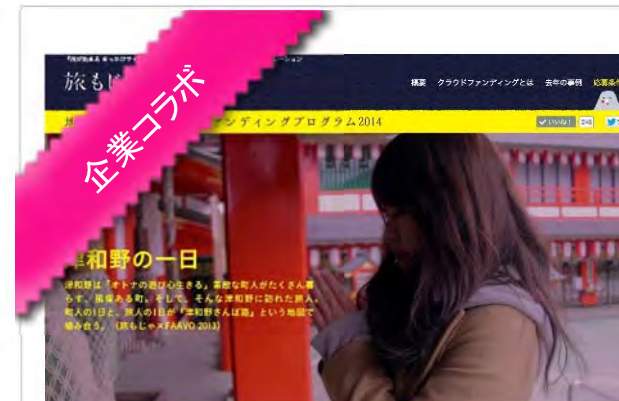 企業コラボ
旅もじ
概要 クラウドファンディングとは 去年の事例 応募条件
ンディングプログラム2014
いいね! 246
和野の一日
津和野は「オトナの遊び心生きる」素敵な町人がたくさん暮
らす、風情ある町。そして、そんな津和野に訪れた旅人。
町人の1日と、旅人の1日が「津和野さんぽ路」という地図で
噛み合う。(旅もじゃ×FAAVO 2013)